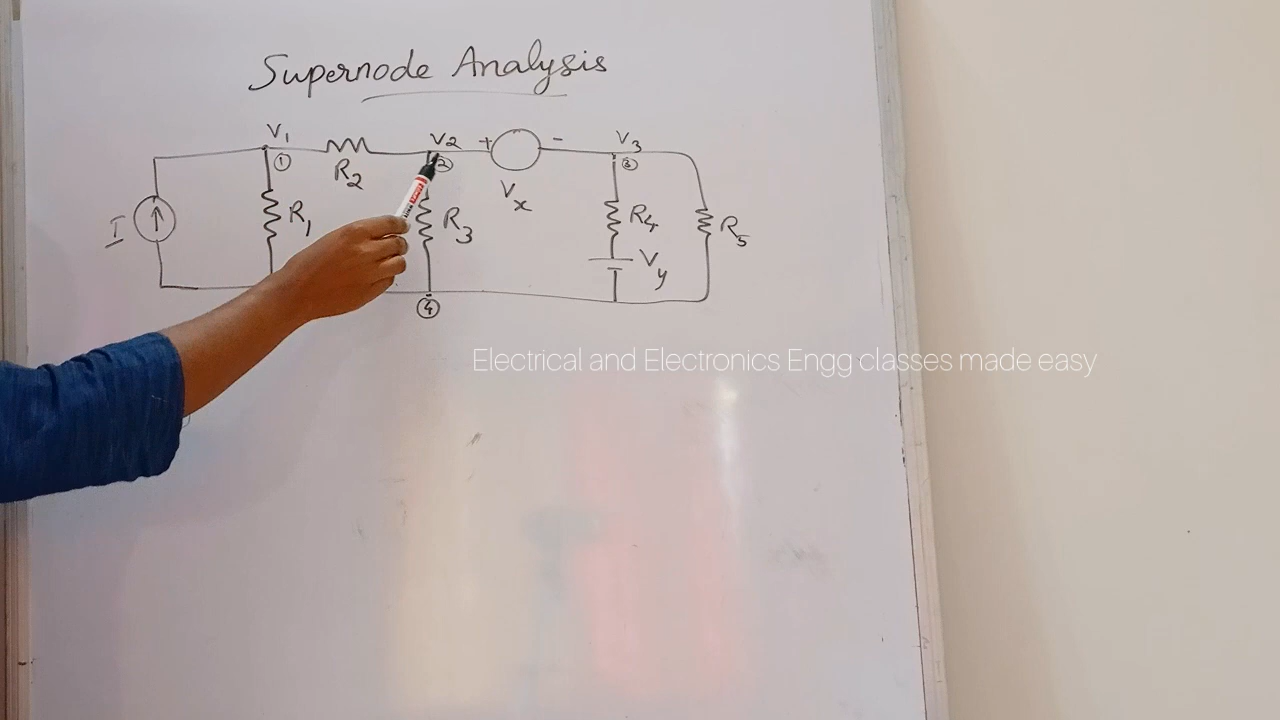 Supernode Analysis
V1 R2 V2 + Vx - V3
① ② ③
I R1 R3 R4 R5
Vy
④
Electrical and Electronics Engg classes made easy